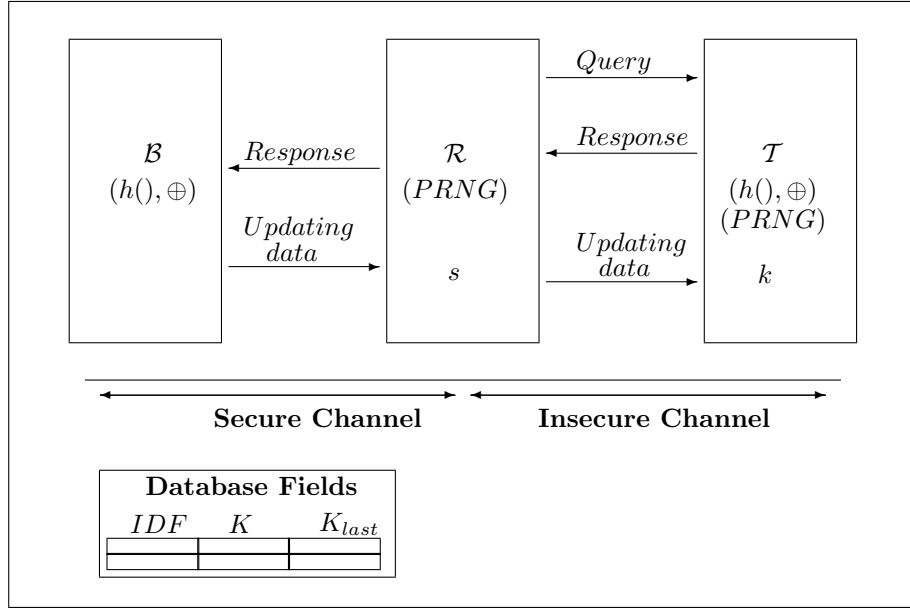 Query
B
Response
R
Response
T
(h(), ⊕)
(PRNG)
(h(), ⊕)
(PRNG)
Updating
data
Updating
data
s
k
Secure Channel
Insecure Channel
Database Fields
IDF K K_last